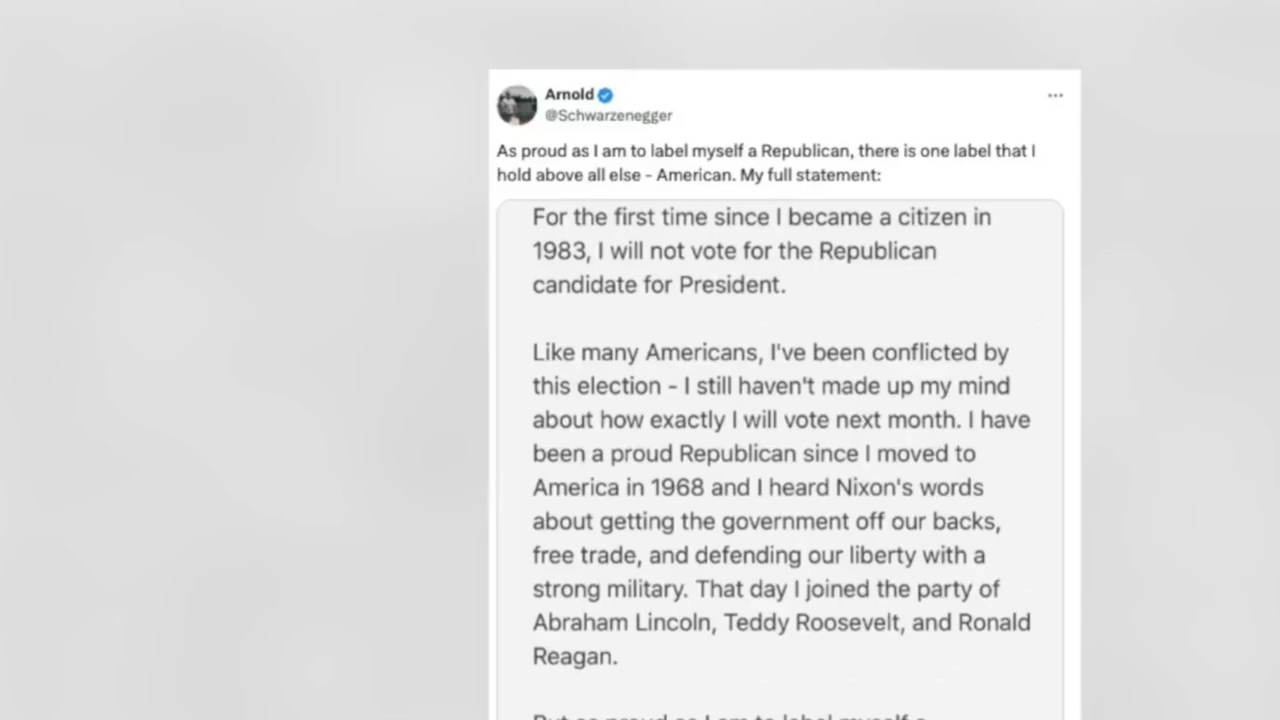 Arnold
@Schwarzenegger
As proud as I am to label myself a Republican, there is one label that I
hold above all else - American. My full statement:
For the first time since I became a citizen in
1983, I will not vote for the Republican
candidate for President.
Like many Americans, I've been conflicted by
this election - I still haven't made up my mind
about how exactly I will vote next month. I have
been a proud Republican since I moved to
America in 1968 and I heard Nixon's words
about getting the government off our backs,
free trade, and defending our liberty with a
strong military. That day I joined the party of
Abraham Lincoln, Teddy Roosevelt, and Ronald
Reagan.